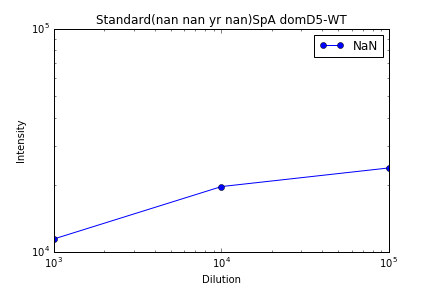 Standard(nan nan yr nan)SpA domD5-WT
10^5
NaN
Intensity
10^4
10^3
10^4
10^5
Dilution